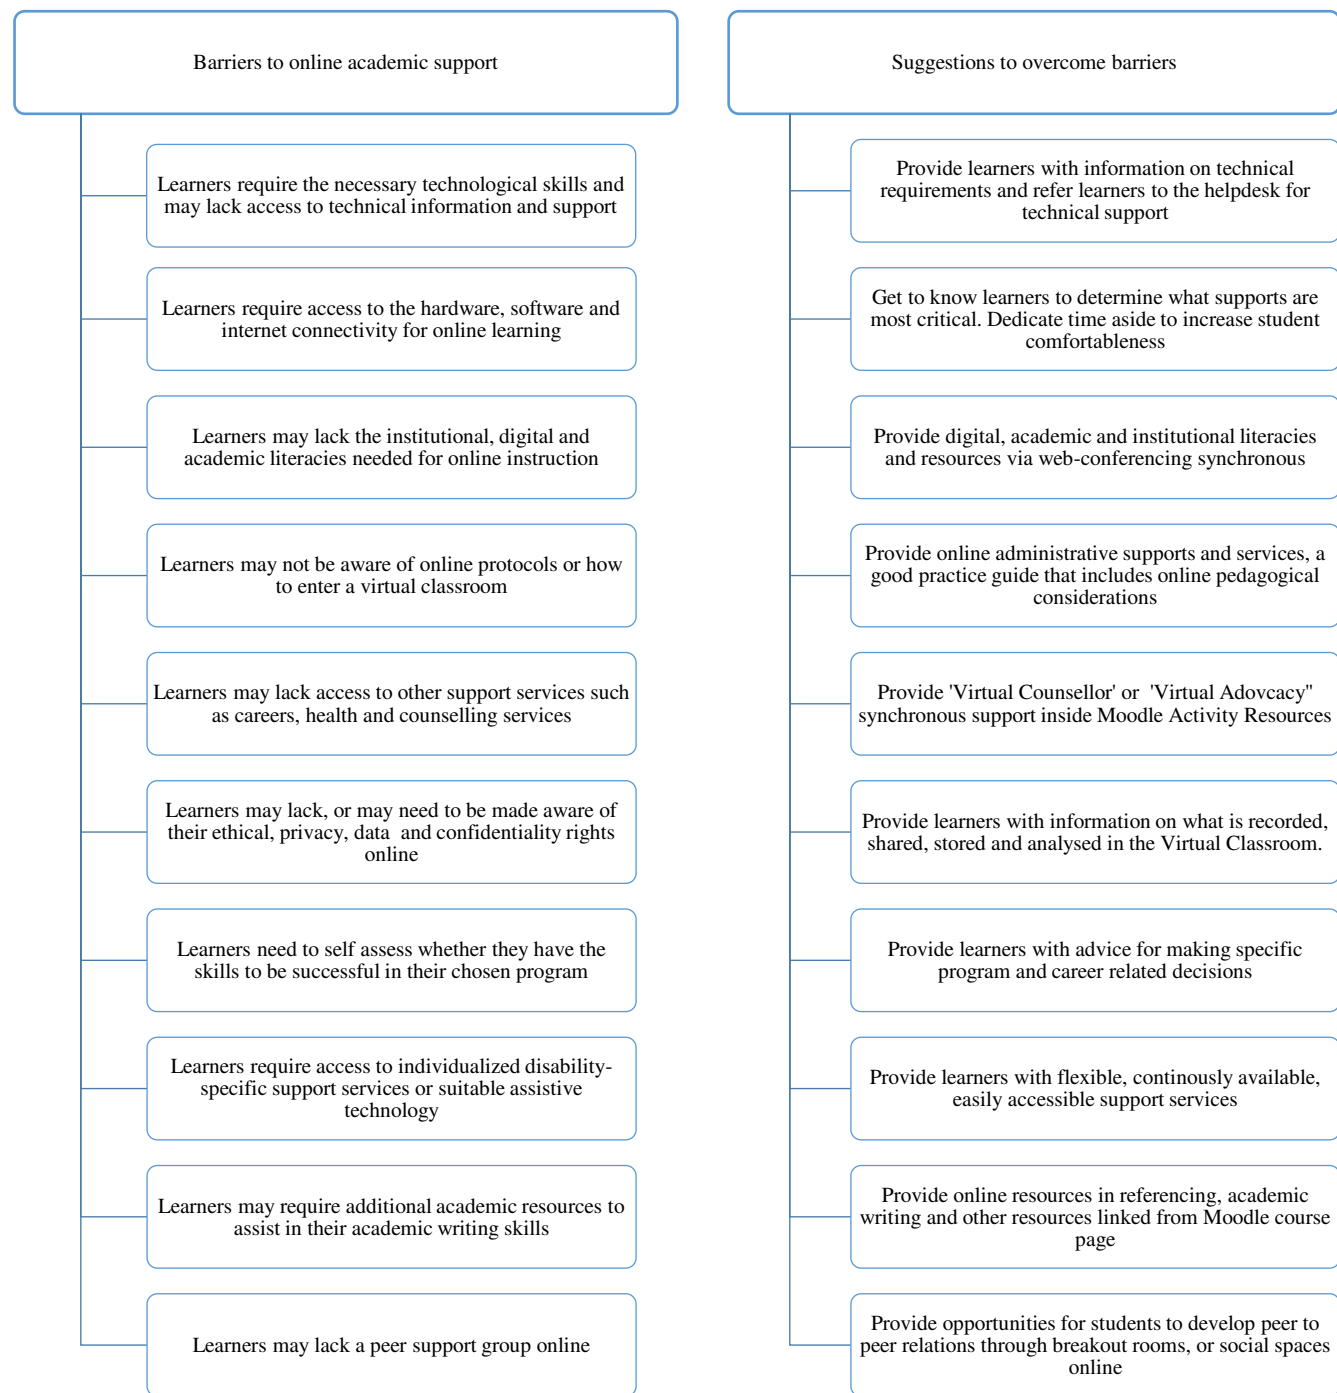 Barriers to online academic support
Learners require the necessary technological skills and
may lack access to technical information and support
Learners require access to the hardware, software and
internet connectivity for online learning
Learners may lack the institutional, digital and
academic literacies needed for online instruction
Learners may not be aware of online protocols or how
to enter a virtual classroom
Learners may lack access to other support services such
as careers, health and counselling services
Learners may lack, or may need to be made aware of
their ethical, privacy, data  and confidentiality rights
online
Learners need to self assess whether they have the
skills to be successful in their chosen program
Learners require access to individualized disability-
specific support services or suitable assistive
technology
Learners may require additional academic resources to
assist in their academic writing skills
Learners may lack a peer support group online
Suggestions to overcome barriers
Provide learners with information on technical
requirements and refer learners to the helpdesk for
technical support
Get to know learners to determine what supports are
most critical. Dedicate time aside to increase student
comfortableness
Provide digital, academic and institutional literacies
and resources via web-conferencing synchronous
Provide online administrative supports and services, a
good practice guide that includes online pedagogical
considerations
Provide 'Virtual Counsellor' or  'Virtual Adovcacy"
synchronous support inside Moodle Activity Resources
Provide learners with information on what is recorded,
shared, stored and analysed in the Virtual Classroom.
Provide learners with advice for making specific
program and career related decisions
Provide learners with flexible, continously available,
easily accessible support services
Provide online resources in referencing, academic
writing and other resources linked from Moodle course
page
Provide opportunities for students to develop peer to
peer relations through breakout rooms, or social spaces
online